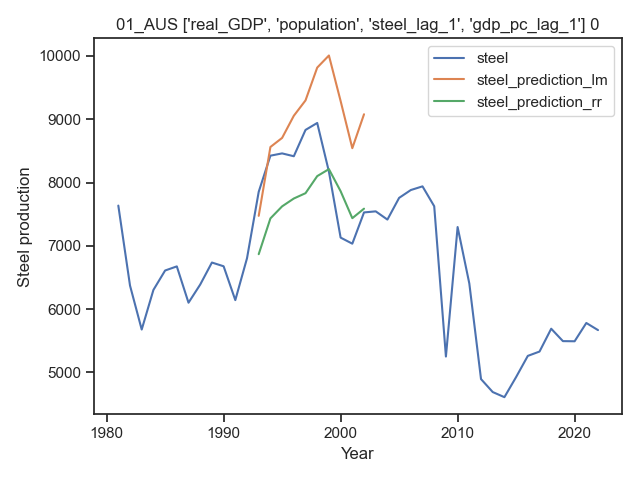 01_AUS ['real_GDP', 'population', 'steel_lag_1', 'gdp_pc_lag_1'] 0
steel
steel_prediction_lm
steel_prediction_rr
10000
9000
8000
7000
6000
5000
Steel production
1980
1990
2000
2010
2020
Year